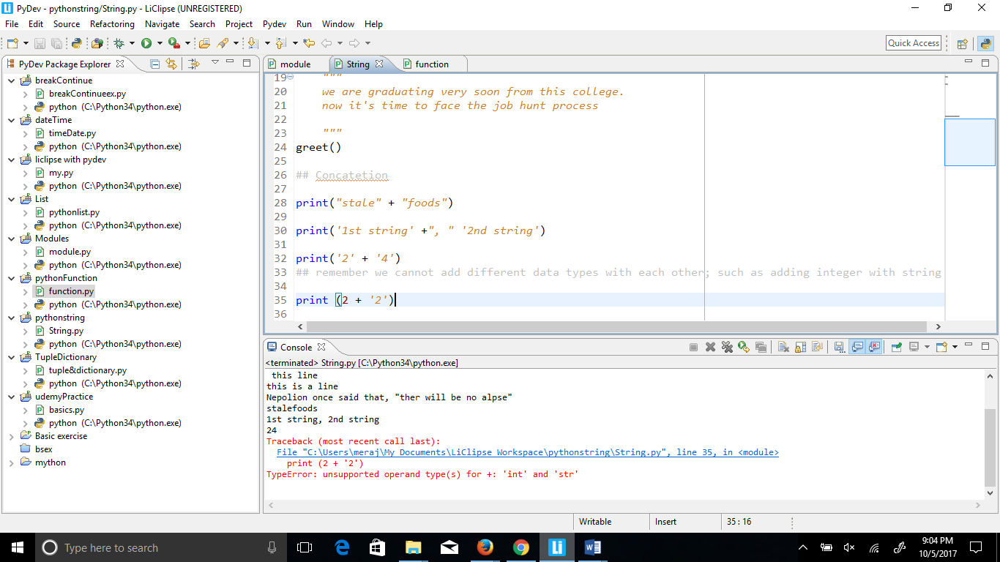 PyDev - pythonstring/String.py - LiClipse (UNREGISTERED)
File Edit Source Refactoring Navigate Search Project Pydev Run Window Help
Quick Access
PyDev Package Explorer
breakContinue
breakContinueex.py
python (C:\Python34\python.exe)
dateTime
timeDate.py
python (C:\Python34\python.exe)
liclipse with pydev
my.py
python (C:\Python34\python.exe)
List
pythonlist.py
python (C:\Python34\python.exe)
Modules
module.py
python (C:\Python34\python.exe)
pythonFunction
function.py
python (C:\Python34\python.exe)
pythonstring
String.py
python (C:\Python34\python.exe)
TupleDictionary
tuple&dictionary.py
python (C:\Python34\python.exe)
udemyPractice
basics.py
python (C:\Python34\python.exe)
Basic exercise
bsex
mython
module String function
19 """
20 we are graduating very soon from this college.
21 now it's time to face the job hunt process
22
23 """
24 greet()
25
26 ## Concatetion
27
28 print("stale" + "foods")
29
30 print('1st string' +", " '2nd string')
31
32 print('2' + '4')
33 ## remember we cannot add different data types with each other; such as adding integer with string
34
35 print (2 + '2')
36
Console
<terminated> String.py [C:\Python34\python.exe]
this line
this is a line
Nepolion once said that, "ther will be no alpse"
stalefoods
1st string, 2nd string
24
Traceback (most recent call last):
File "C:\Users\meraj\My Documents\LiClipse Workspace\pythonstring\String.py", line 35, in <module>
print (2 + '2')
TypeError: unsupported operand type(s) for +: 'int' and 'str'
Writable Insert 35 : 16
Type here to search
9:04 PM
10/5/2017